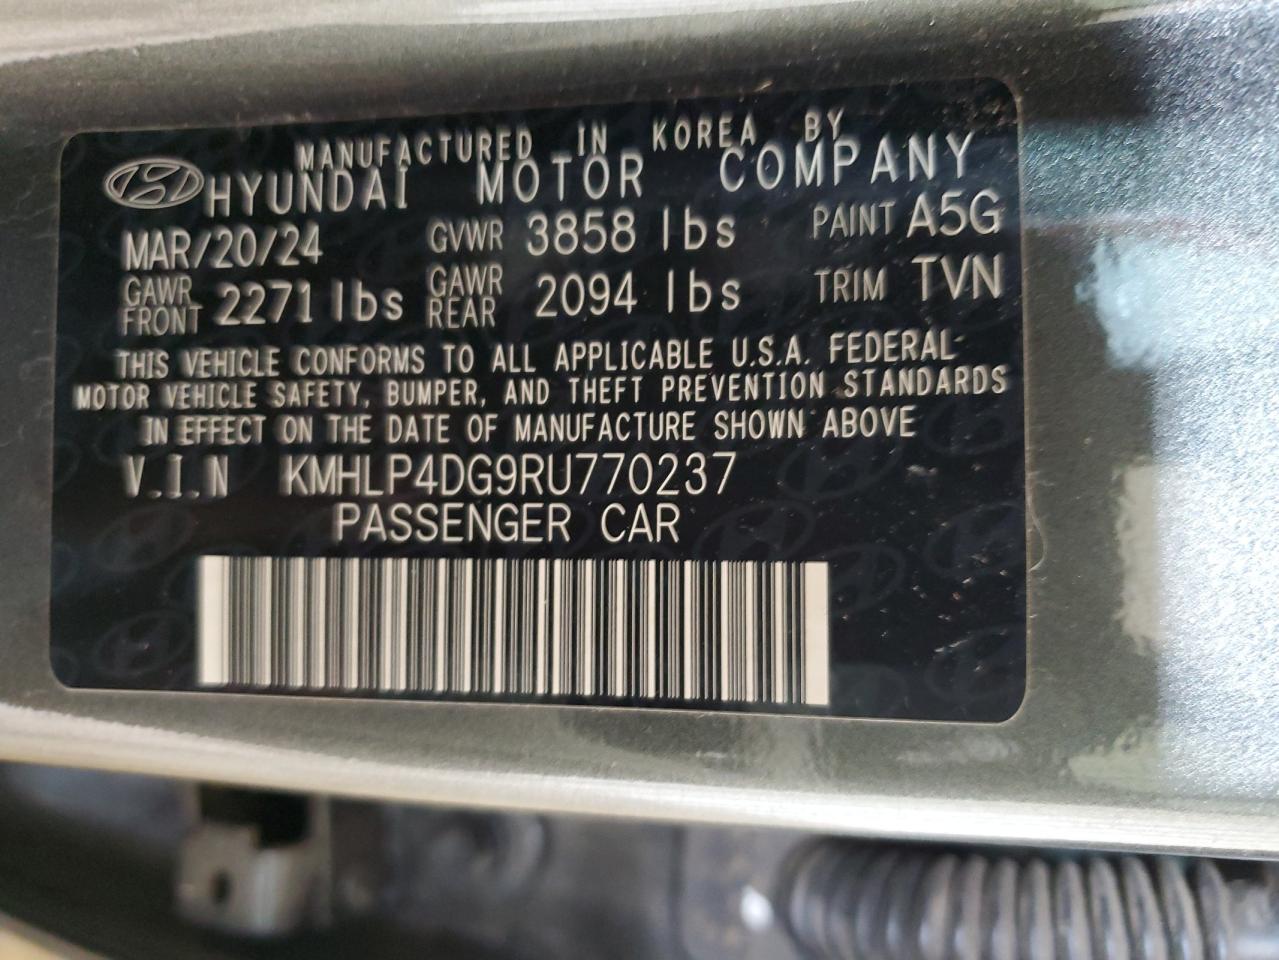 MANUFACTURED IN KOREA BY
HYUNDAI MOTOR COMPANY
MAR/20/24 GVWR 3858 lbs PAINT A5G
GAWR FRONT 2271 lbs GAWR REAR 2094 lbs TRIM TVN
THIS VEHICLE CONFORMS TO ALL APPLICABLE U.S.A. FEDERAL
MOTOR VEHICLE SAFETY, BUMPER, AND THEFT PREVENTION STANDARDS
IN EFFECT ON THE DATE OF MANUFACTURE SHOWN ABOVE
V.I.N KMHLP4DG9RU770237
PASSENGER CAR